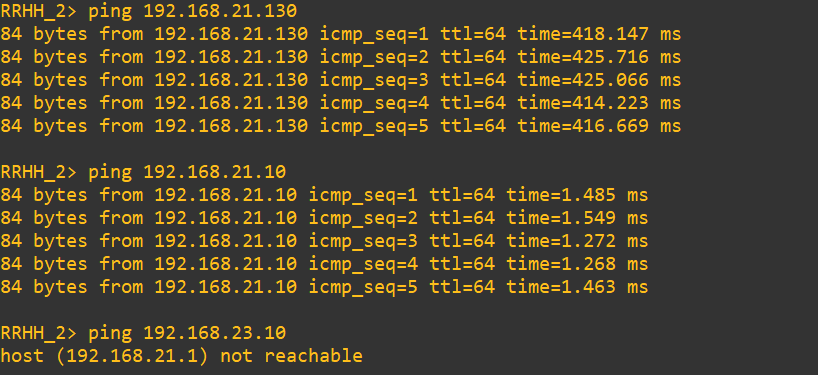 RRHH_2> ping 192.168.21.130
84 bytes from 192.168.21.130 icmp_seq=1 ttl=64 time=418.147 ms
84 bytes from 192.168.21.130 icmp_seq=2 ttl=64 time=425.716 ms
84 bytes from 192.168.21.130 icmp_seq=3 ttl=64 time=425.066 ms
84 bytes from 192.168.21.130 icmp_seq=4 ttl=64 time=414.223 ms
84 bytes from 192.168.21.130 icmp_seq=5 ttl=64 time=416.669 ms
RRHH_2> ping 192.168.21.10
84 bytes from 192.168.21.10 icmp_seq=1 ttl=64 time=1.485 ms
84 bytes from 192.168.21.10 icmp_seq=2 ttl=64 time=1.549 ms
84 bytes from 192.168.21.10 icmp_seq=3 ttl=64 time=1.272 ms
84 bytes from 192.168.21.10 icmp_seq=4 ttl=64 time=1.268 ms
84 bytes from 192.168.21.10 icmp_seq=5 ttl=64 time=1.463 ms
RRHH_2> ping 192.168.23.10
host (192.168.21.1) not reachable